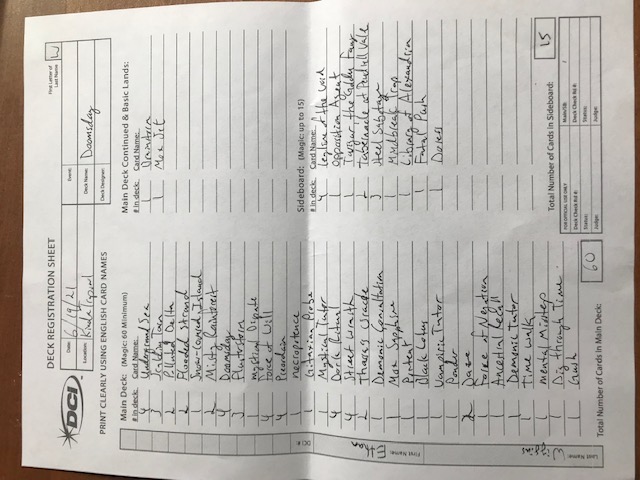 DECK REGISTRATION SHEET
First Letter of
Last Name
W
DCI
Date: 6/19/21
Event:
Location:
Deck Name: Doomsday
Deck Designer:
PRINT CLEARLY USING ENGLISH CARD NAMES
Main Deck: (Magic: 60 Minimum)
# in deck: Card Name:
4 Underground Sea
3 Scalding Tarn
2 Polluted Delta
2 Flooded Strand
1 Snow-Covered Island
2 Misty Rainforest
4 Doomsday
3 Flusterstorm
1 mystical Dispute
4 Force of Will
4 Preordain
1 necropotence
1 Gitaxian Probe
1 Mystical Tutor
4 Dark Ritual
4 Street Wraith
2 Thassa's Oracle
1 Demonic Consultation
1 Mox Sapphire
1
1 Black Lotus
1 Vampiric Tutor
1 Ponder
2 Daze
1 Force of Negation
1 Ancestral Recall
1 Demonic Tutor
1 Time Walk
1 mental Misstep
1 Dig through Time
1 Gush
Total Number of Cards in Main Deck: 60
Main Deck Continued & Basic Lands:
# in deck: Card Name:
1 Brainstorm
1 Mox Jet
Sideboard: (Magic: up to 15)
# in deck: Card Name:
4 leyline of the void
1 Opposition Agent
1 the
2 Tabernacle at Pendrell Vale
3 Steel Sabotage
1 Mindbreak Trap
1 Library of Alexandria
1 Fatal Push
1
Total Number of Cards in Sideboard: 15
FOR OFFICIAL USE ONLY
Main/SB: /
Deck Check Rd #:
Deck Check Rd #:
Status:
Status:
Judge:
Judge:
DCI #:
First Name: Ethan
Last Name: Wiggins